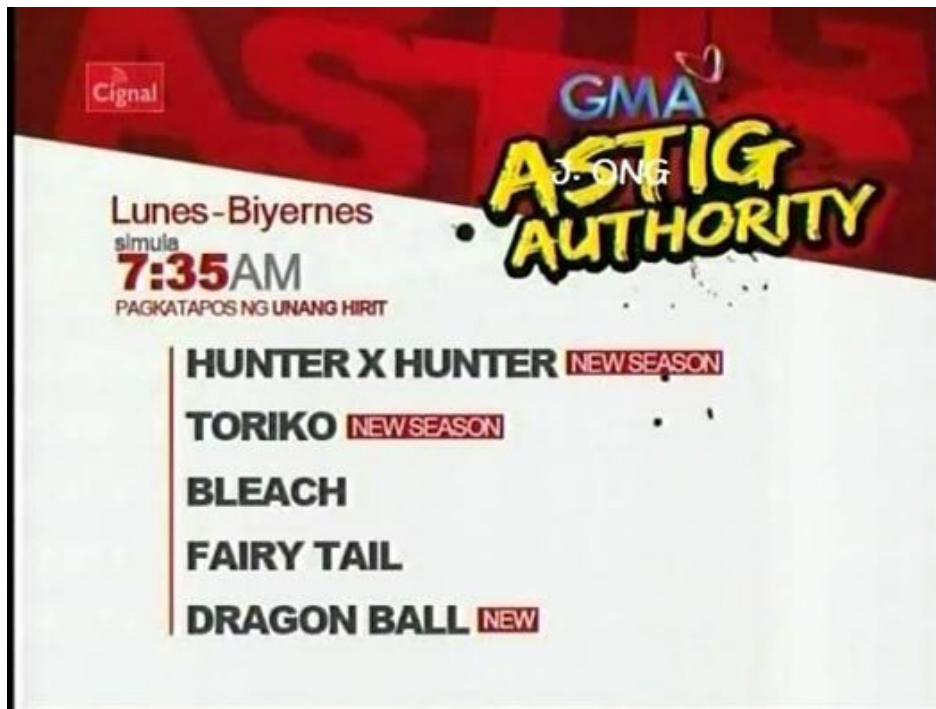 ASTIG
Cignal
GMA
ASTIG
J. ONG
AUTHORITY
Lunes-Biyernes
simula
7:35AM
PAGKATAPOS NG UNANG HIRIT
HUNTER X HUNTER NEW SEASON
TORIKO NEW SEASON
BLEACH
FAIRY TAIL
DRAGON BALL NEW